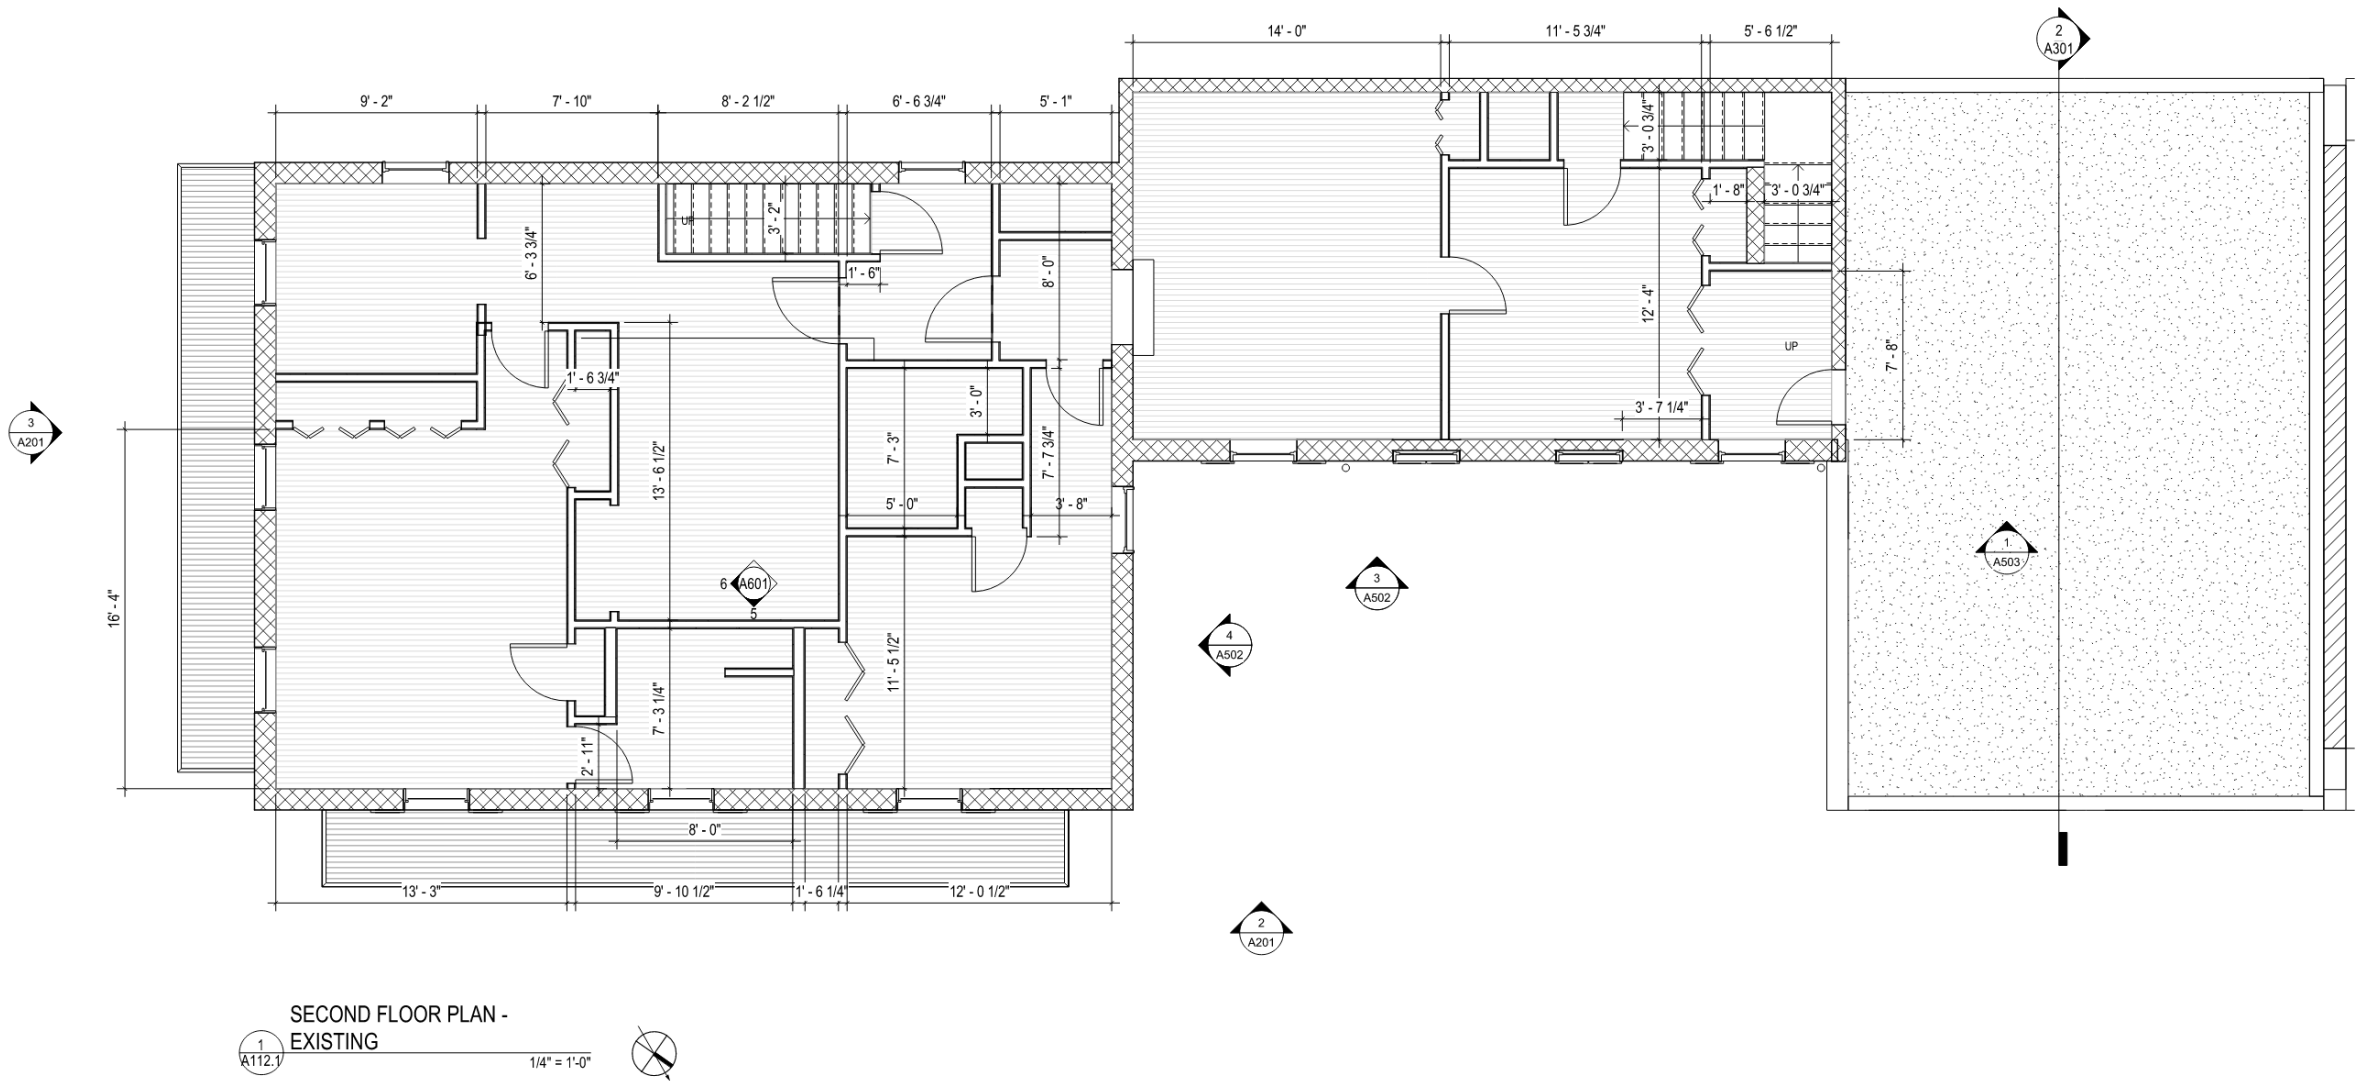 14' - 0"
11' - 5 3/4"
5' - 6 1/2"
2
A301
9' - 2"
7' - 10"
8' - 2 1/2"
6' - 6 3/4"
5' - 1"
3' - 0 3/4"
1' - 8"
3' - 0 3/4"
UP
3' - 2"
6' - 3 3/4"
1' - 6"
8' - 0"
12' - 4"
UP
7' - 8"
1' - 6 3/4"
3' - 0"
3' - 7 1/4"
3
A201
13' - 6 1/2"
7' - 3"
7' - 7 3/4"
5' - 0"
3' - 8"
1
A503
6
A601
5
3
A502
16' - 4"
4
A502
11' - 5 1/2"
7' - 3 1/4"
2' - 11"
8' - 0"
13' - 3"
9' - 10 1/2"
1' - 6 1/4"
12' - 0 1/2"
2
A201
SECOND FLOOR PLAN -
EXISTING
1
A112.1
1/4" = 1'-0"